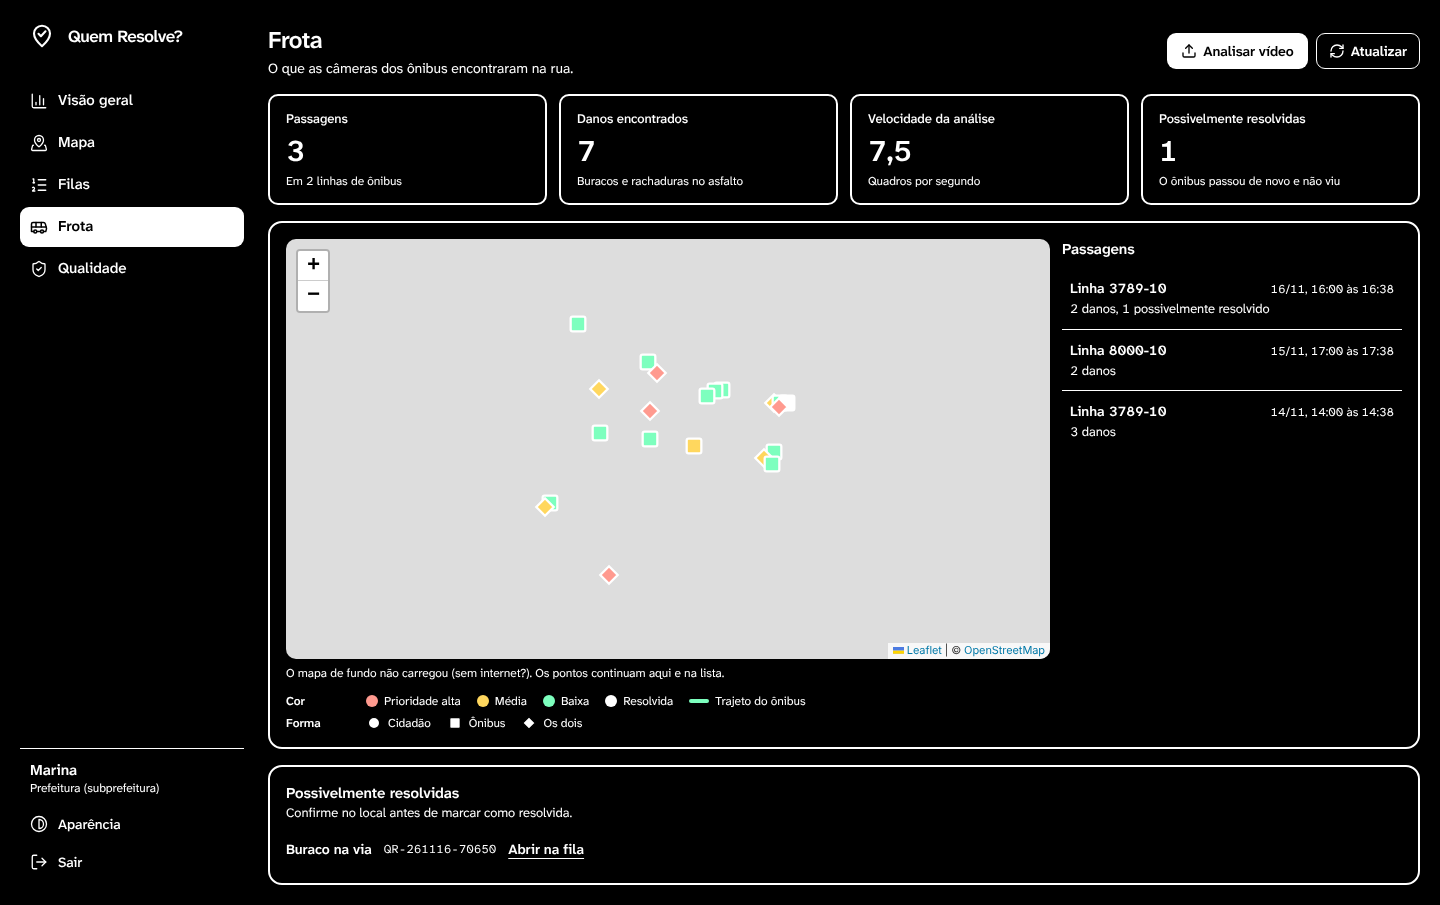 Quem Resolve?
Visão geral
Mapa
Filas
Frota
Qualidade
Marina
Prefeitura (subprefeitura)
Aparência
Sair
Frota
O que as câmeras dos ônibus encontraram na rua.
Analisar vídeo
Atualizar
Passagens
3
Em 2 linhas de ônibus
Danos encontrados
7
Buracos e rachaduras no asfalto
Velocidade da análise
7,5
Quadros por segundo
Possivelmente resolvidas
1
O ônibus passou de novo e não viu
+
−
Leaflet | © OpenStreetMap
O mapa de fundo não carregou (sem internet?). Os pontos continuam aqui e na lista.
Cor Prioridade alta Média Baixa Resolvida Trajeto do ônibus
Forma Cidadão Ônibus Os dois
Passagens
Linha 3789-10 16/11, 16:00 às 16:38
2 danos, 1 possivelmente resolvido
Linha 8000-10 15/11, 17:00 às 17:38
2 danos
Linha 3789-10 14/11, 14:00 às 14:38
3 danos
Possivelmente resolvidas
Confirme no local antes de marcar como resolvida.
Buraco na via QR-261116-70650 Abrir na fila